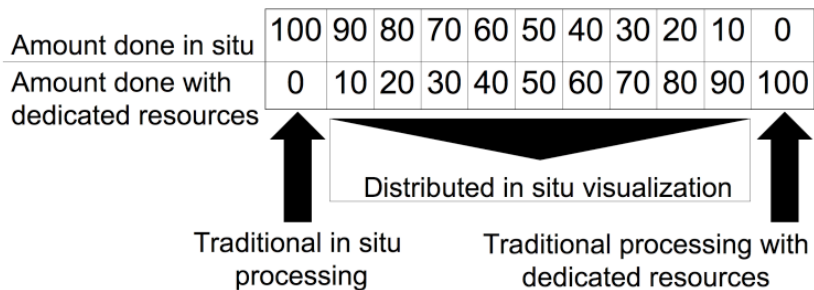 Amount done in situ 100 90 80 70 60 50 40 30 20 10 0
Amount done with
dedicated resources 0 10 20 30 40 50 60 70 80 90 100
Distributed in situ visualization
Traditional in situ
processing
Traditional processing with
dedicated resources